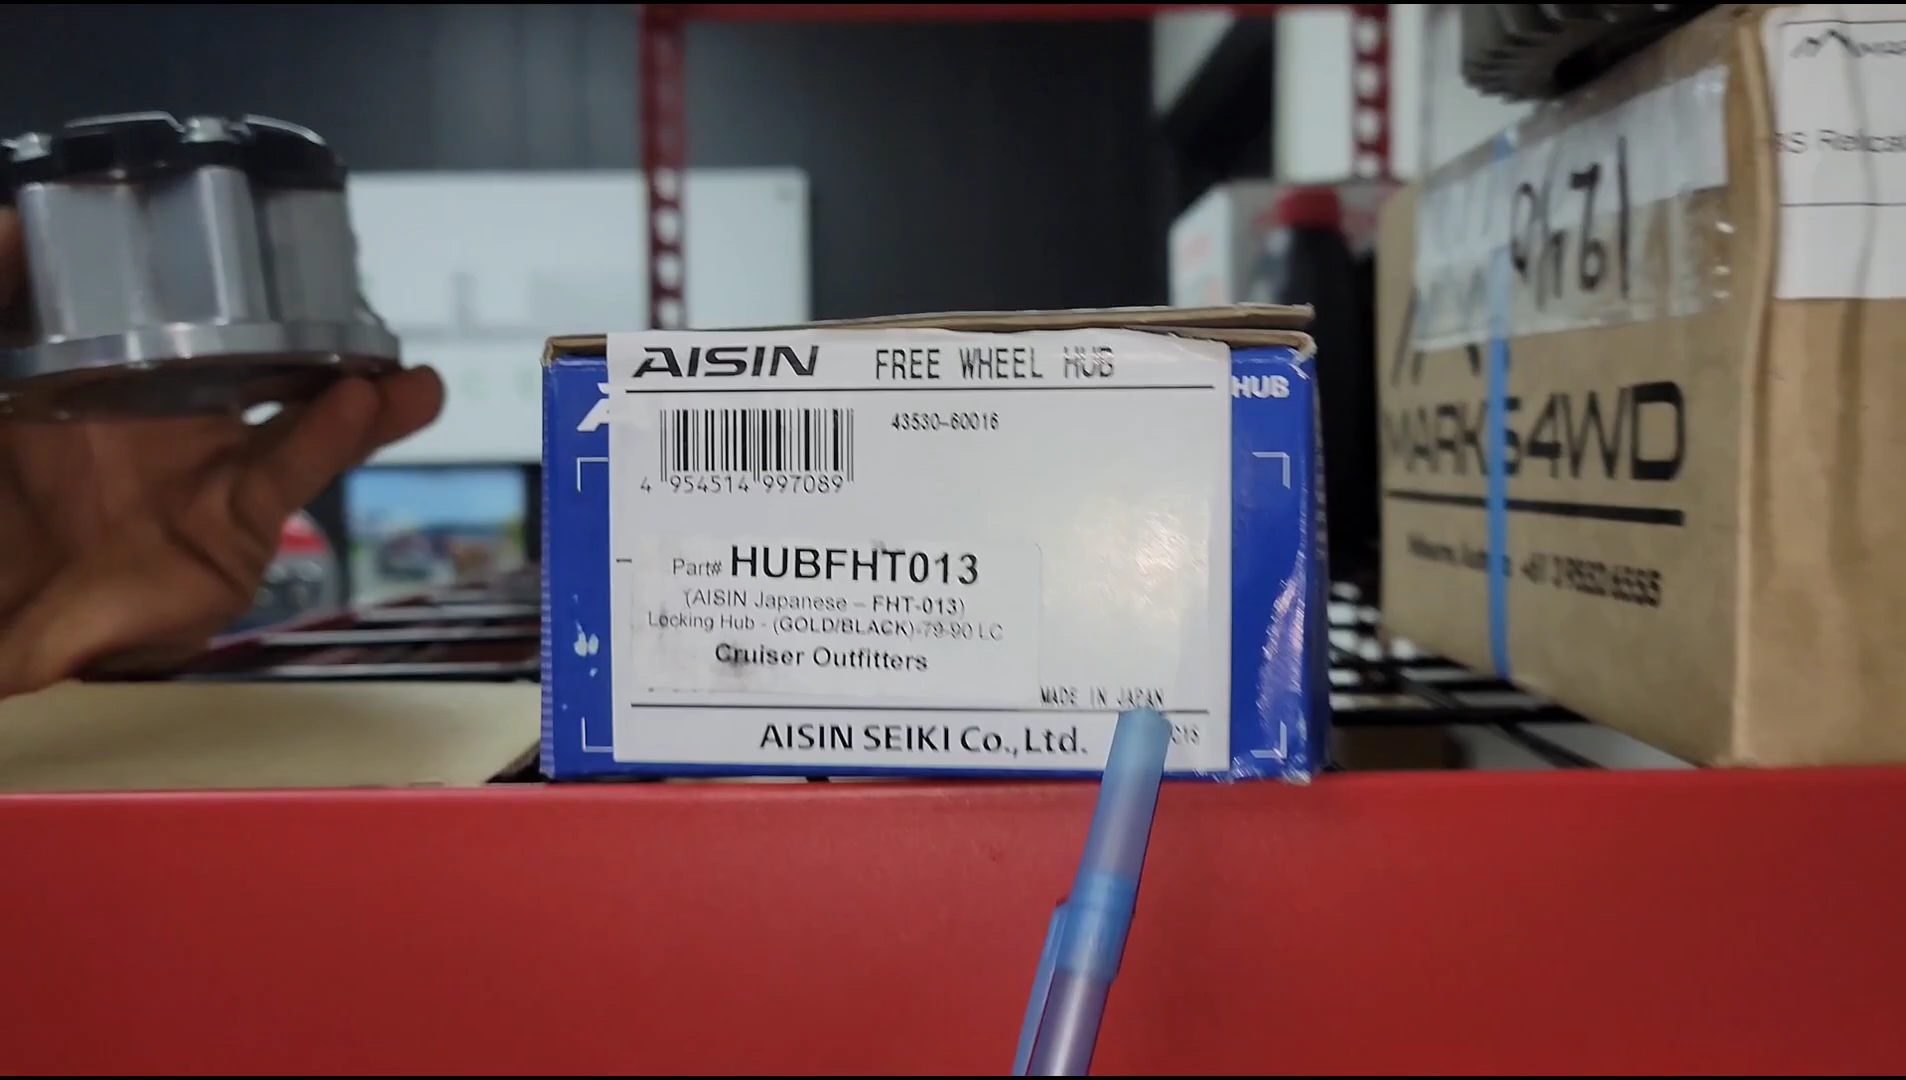 AISIN FREE WHEEL HUB
HUB
43530-60016
4 954514 997089
Part# HUBFHT013
(AISIN Japanese – FHT-013)
Locking Hub - (GOLD/BLACK)-79-90 LC
Cruiser Outfitters
MADE IN JAPAN
AISIN SEIKI Co.,Ltd.
MARKS4WD